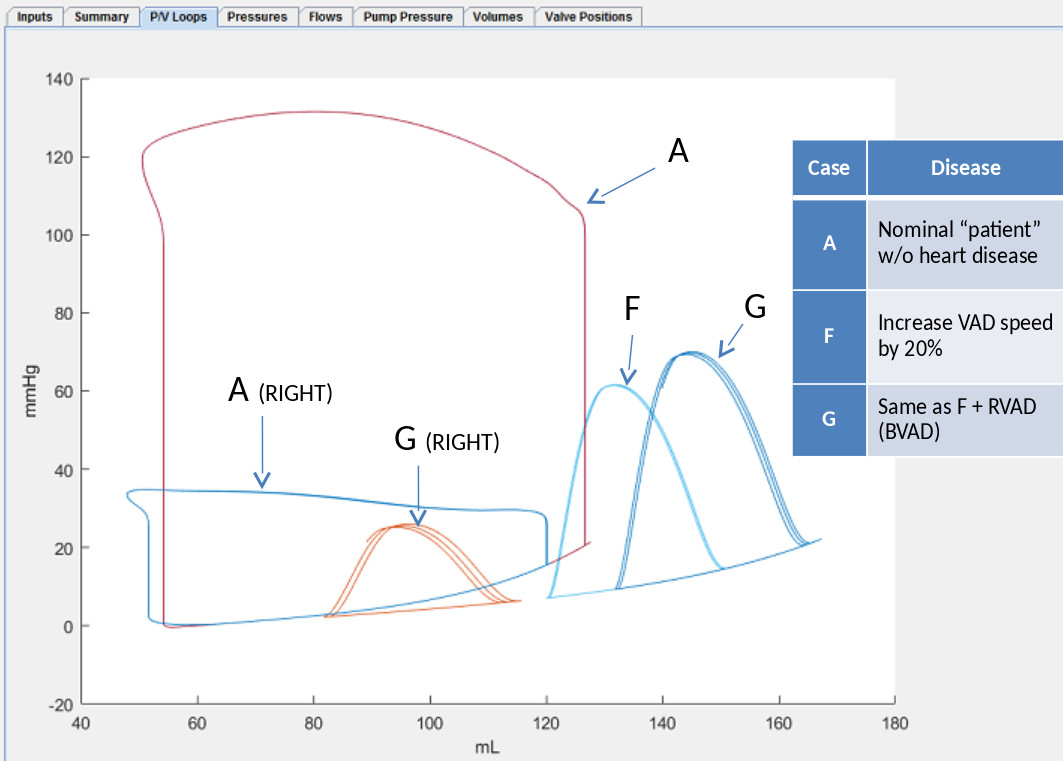 Inputs Summary P/V Loops Pressures Flows Pump Pressure Volumes Valve Positions
140
120
100
80
60
40
20
0
-20
mmHg
40 60 80 100 120 140 160 180
mL
A
F
G
A (RIGHT)
G (RIGHT)
Case Disease
A Nominal “patient”
w/o heart disease
F Increase VAD speed
by 20%
G Same as F + RVAD
(BVAD)